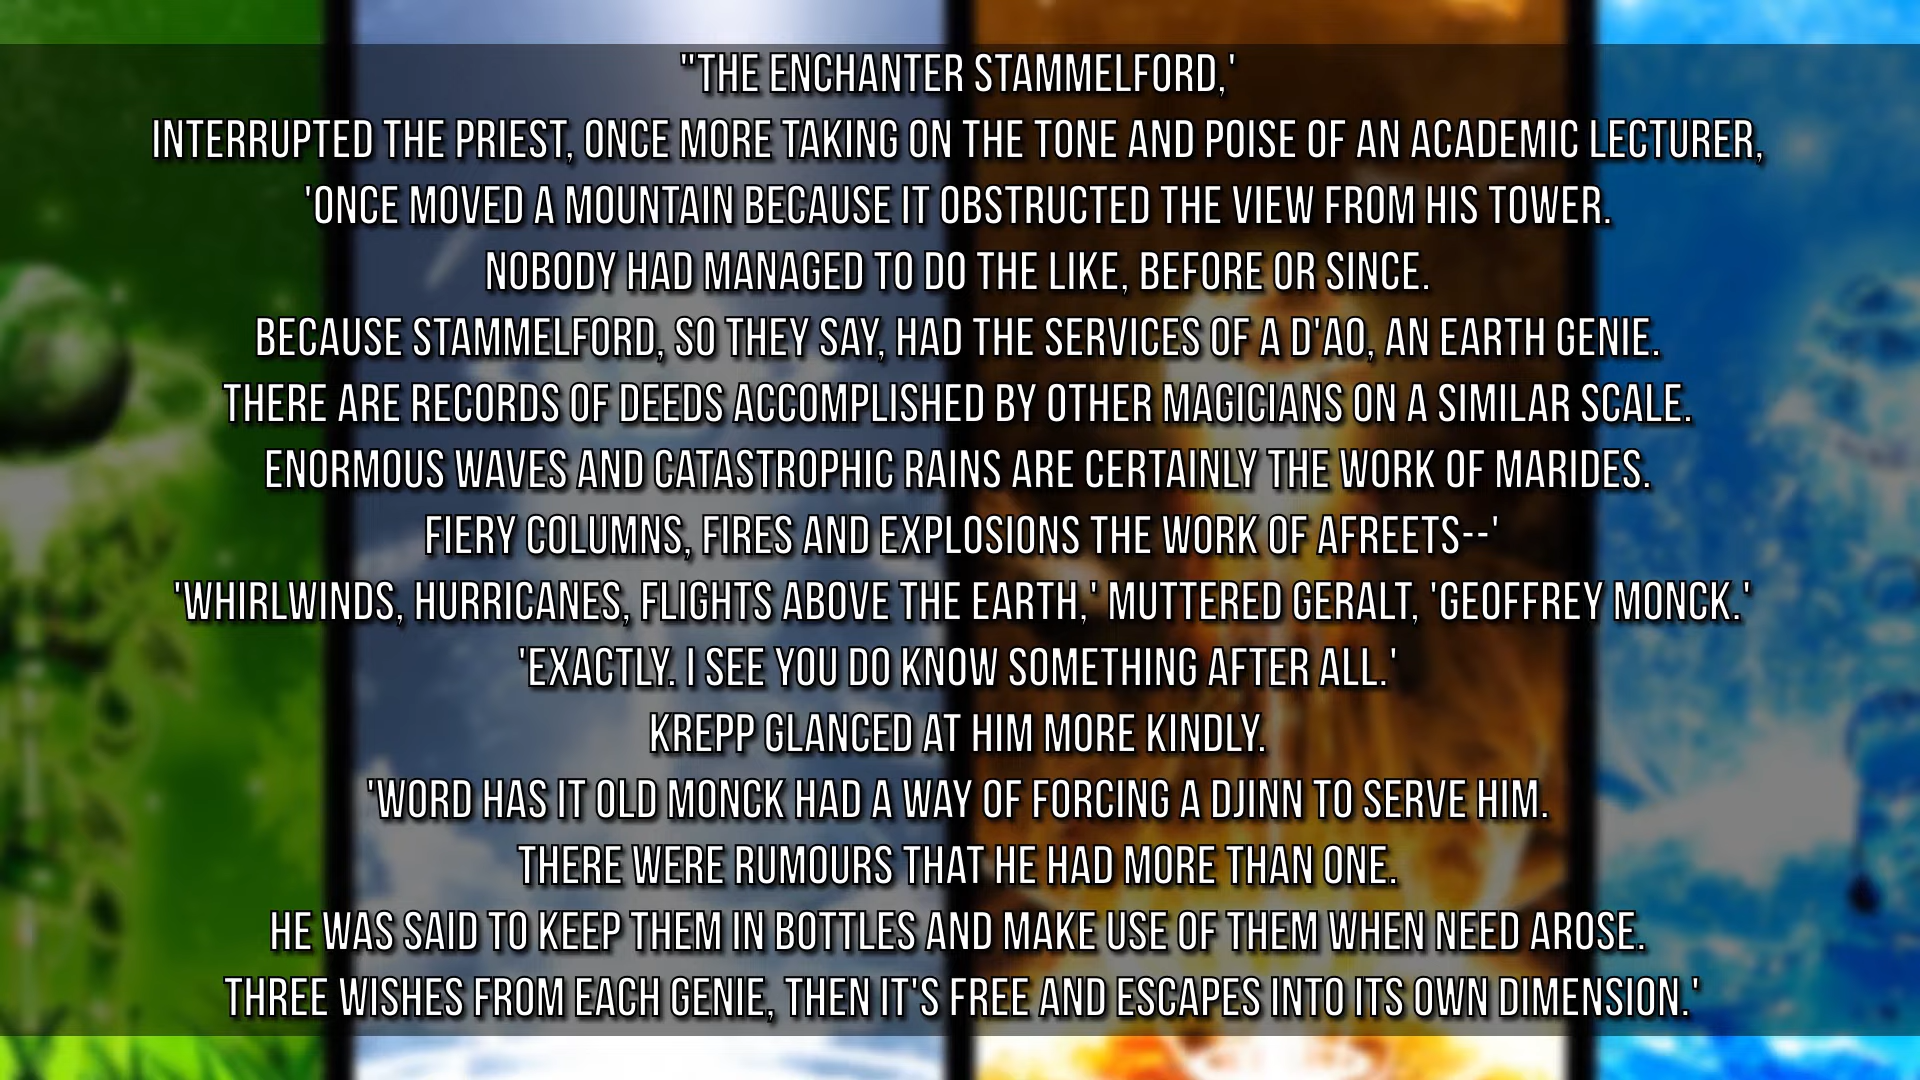 "THE ENCHANTER STAMMELFORD,'
INTERRUPTED THE PRIEST, ONCE MORE TAKING ON THE TONE AND POISE OF AN ACADEMIC LECTURER,
'ONCE MOVED A MOUNTAIN BECAUSE IT OBSTRUCTED THE VIEW FROM HIS TOWER.
NOBODY HAD MANAGED TO DO THE LIKE, BEFORE OR SINCE.
BECAUSE STAMMELFORD, SO THEY SAY, HAD THE SERVICES OF A D'AO, AN EARTH GENIE.
THERE ARE RECORDS OF DEEDS ACCOMPLISHED BY OTHER MAGICIANS ON A SIMILAR SCALE.
ENORMOUS WAVES AND CATASTROPHIC RAINS ARE CERTAINLY THE WORK OF MARIDES.
FIERY COLUMNS, FIRES AND EXPLOSIONS THE WORK OF AFREETS--'
'WHIRLWINDS, HURRICANES, FLIGHTS ABOVE THE EARTH,' MUTTERED GERALT, 'GEOFFREY MONCK.'
'EXACTLY. I SEE YOU DO KNOW SOMETHING AFTER ALL.'
KREPP GLANCED AT HIM MORE KINDLY.
'WORD HAS IT OLD MONCK HAD A WAY OF FORCING A DJINN TO SERVE HIM.
THERE WERE RUMOURS THAT HE HAD MORE THAN ONE.
HE WAS SAID TO KEEP THEM IN BOTTLES AND MAKE USE OF THEM WHEN NEED AROSE.
THREE WISHES FROM EACH GENIE, THEN IT'S FREE AND ESCAPES INTO ITS OWN DIMENSION.'